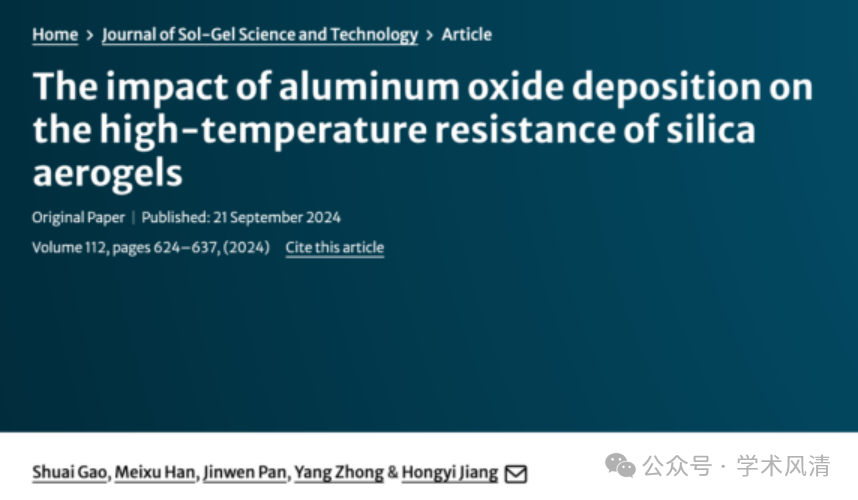 Home > Journal of Sol-Gel Science and Technology > Article
The impact of aluminum oxide deposition on
the high-temperature resistance of silica
aerogels
Original Paper | Published: 21 September 2024
Volume 112, pages 624–637, (2024) Cite this article
Shuai Gao, Meixu Han, Jinwen Pan, Yang Zhong & Hongyi Jiang
公众号 · 学术风清